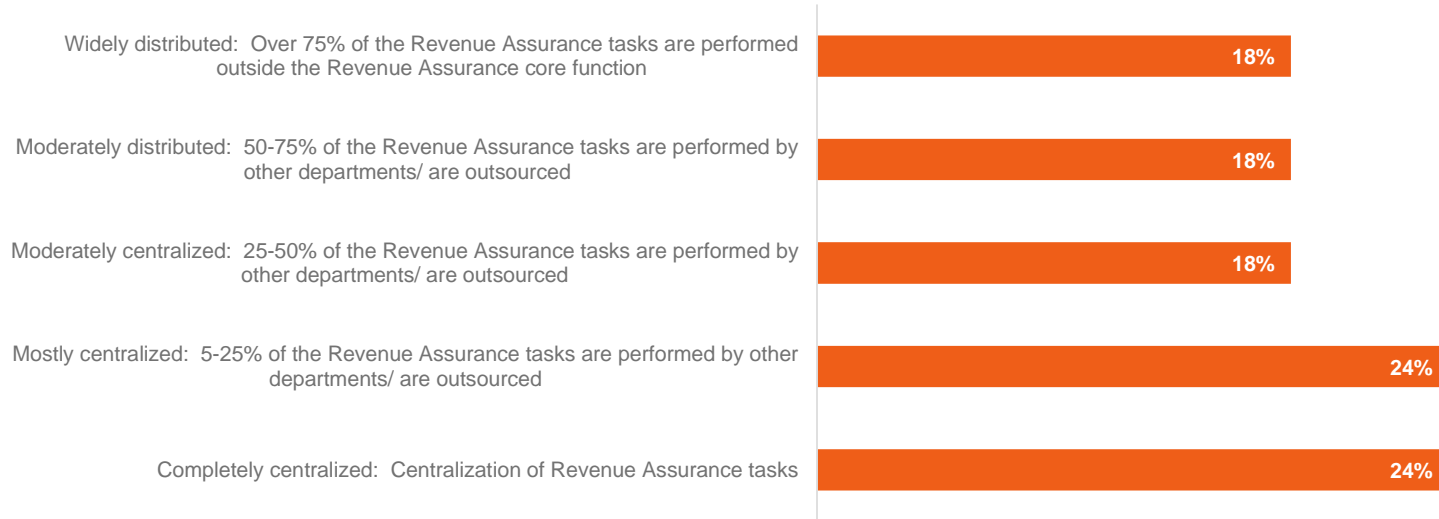 Widely distributed:  Over 75% of the Revenue Assurance tasks are performed
outside the Revenue Assurance core function
18%
Moderately distributed:  50-75% of the Revenue Assurance tasks are performed by
other departments/ are outsourced
18%
Moderately centralized:  25-50% of the Revenue Assurance tasks are performed by
other departments/ are outsourced
18%
Mostly centralized:  5-25% of the Revenue Assurance tasks are performed by other
departments/ are outsourced
24%
Completely centralized:  Centralization of Revenue Assurance tasks
24%